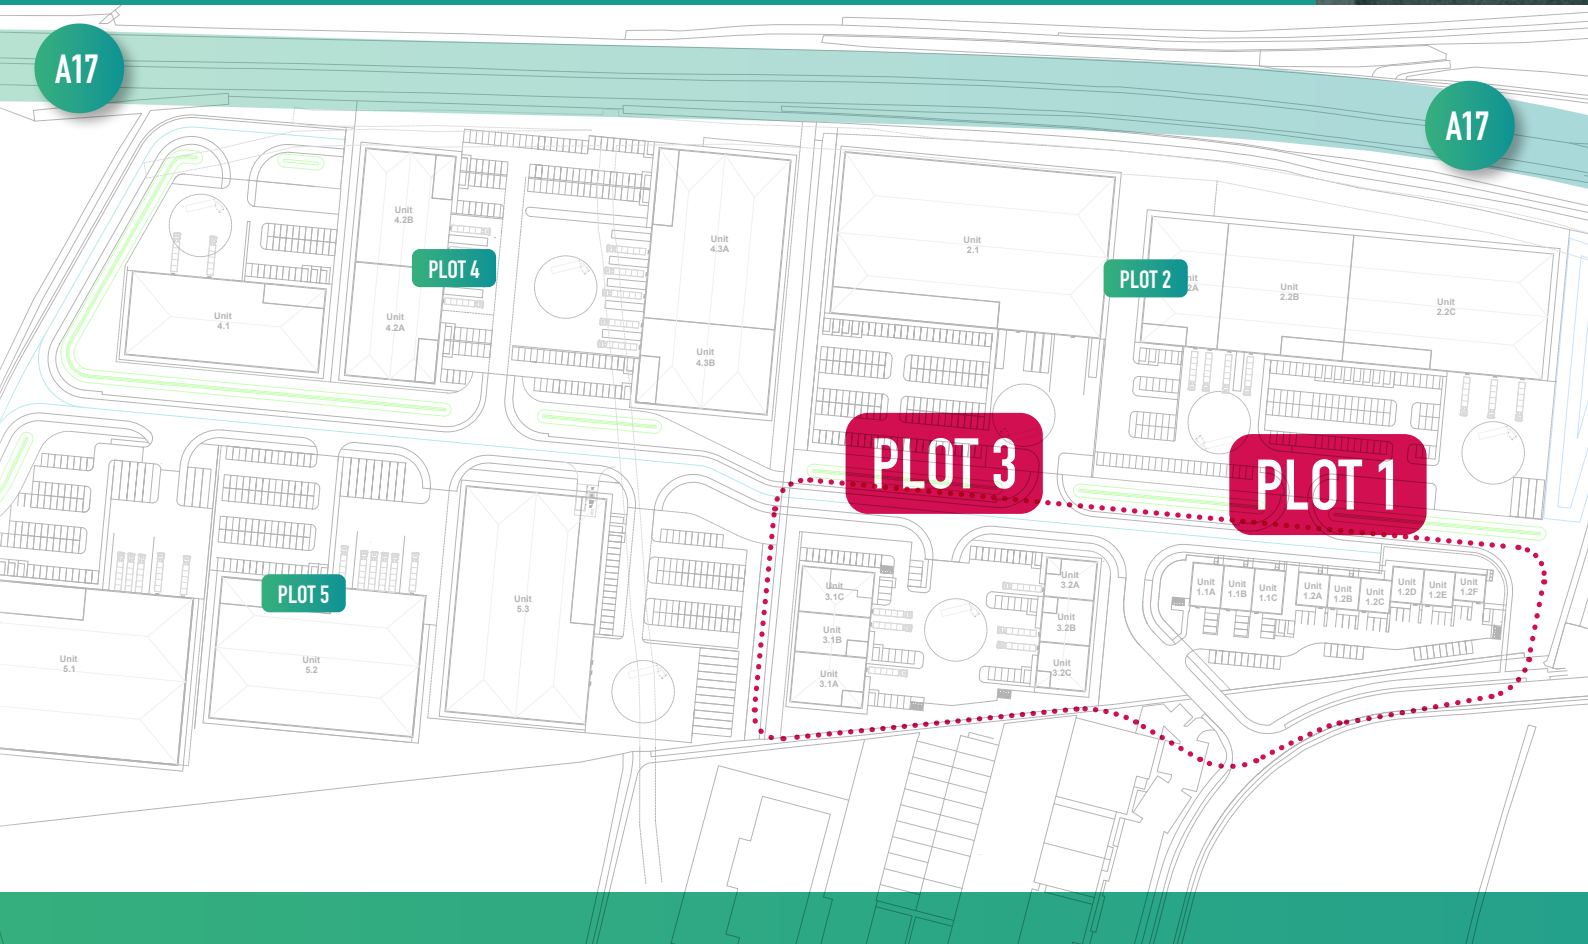 A17
A17
Unit
4.2B
Unit
4.3A
Unit
2.1
PLOT 4
PLOT 2
2A
Unit
2.2B
Unit
2.2C
Unit
4.1
Unit
4.2A
Unit
4.3B
PLOT 3
PLOT 1
PLOT 5
Unit
5.3
Unit
3.1C
Unit
3.2A
Unit
1.1A
Unit
1.1B
Unit
1.1C
Unit
1.2A
Unit
1.2B
Unit
1.2C
Unit
1.2D
Unit
1.2E
Unit
1.2F
Unit
3.1B
Unit
3.2B
Unit
5.1
Unit
5.2
Unit
3.1A
Unit
3.2C